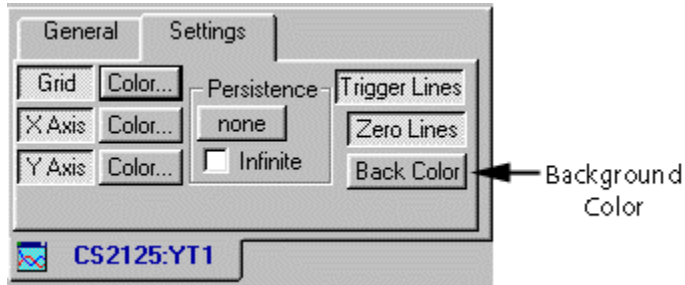 General Settings
Grid Color... Persistence Trigger Lines
X Axis Color... none Zero Lines
Y Axis Color... Infinite Back Color Background
Color
CS2125:YT1